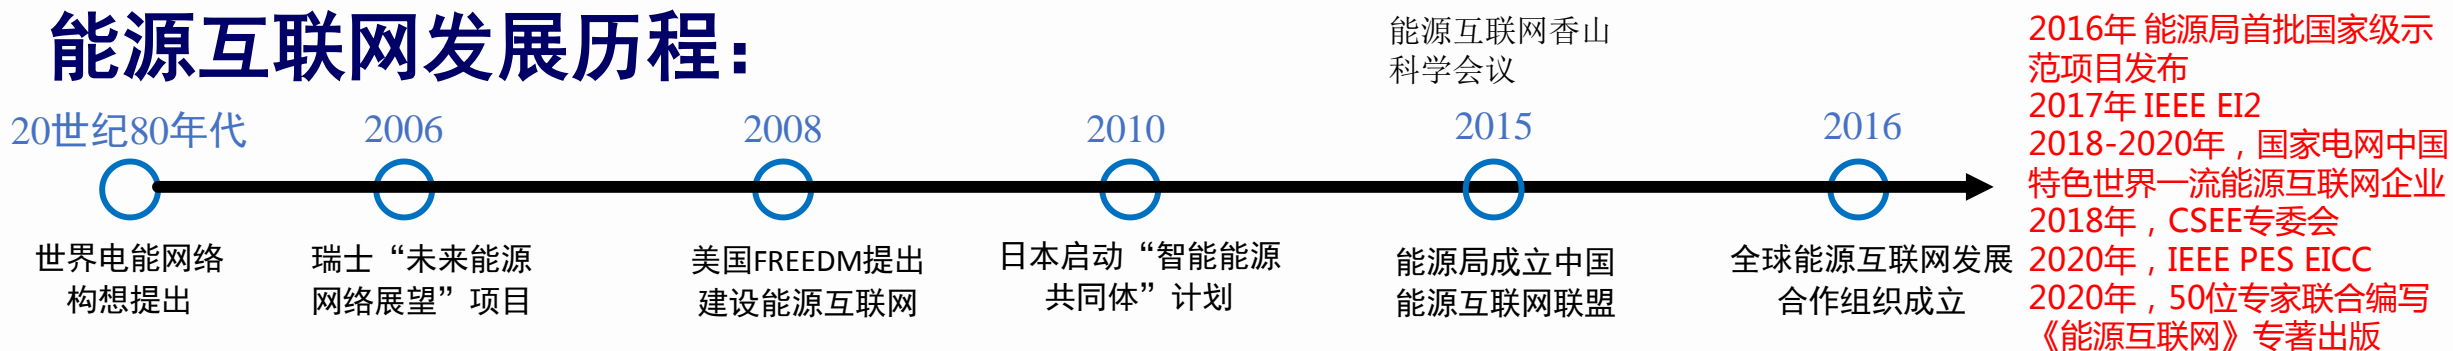 能源互联网发展历程：
能源互联网香山
科学会议
20世纪80年代
2006
2008
2010
2015
2016
世界电能网络
构想提出
瑞士“未来能源
网络展望”项目
美国FREEDM提出
建设能源互联网
日本启动“智能能源
共同体”计划
能源局成立中国
能源互联网联盟
全球能源互联网发展
合作组织成立
2016年 能源局首批国家级示
范项目发布
2017年 IEEE EI2
2018-2020年，国家电网中国
特色世界一流能源互联网企业
2018年，CSEE专委会
2020年，IEEE PES EICC
2020年，50位专家联合编写
《能源互联网》专著出版